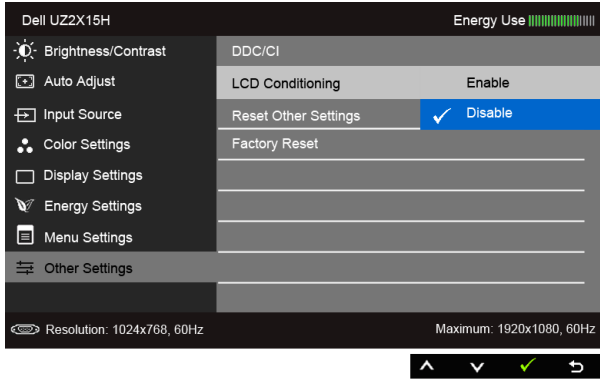 Dell UZ2X15H Energy Use
Brightness/Contrast DDC/CI
Auto Adjust LCD Conditioning Enable
Input Source Reset Other Settings Disable
Color Settings Factory Reset
Display Settings
Energy Settings
Menu Settings
Other Settings
Resolution: 1024x768, 60Hz Maximum: 1920x1080, 60Hz